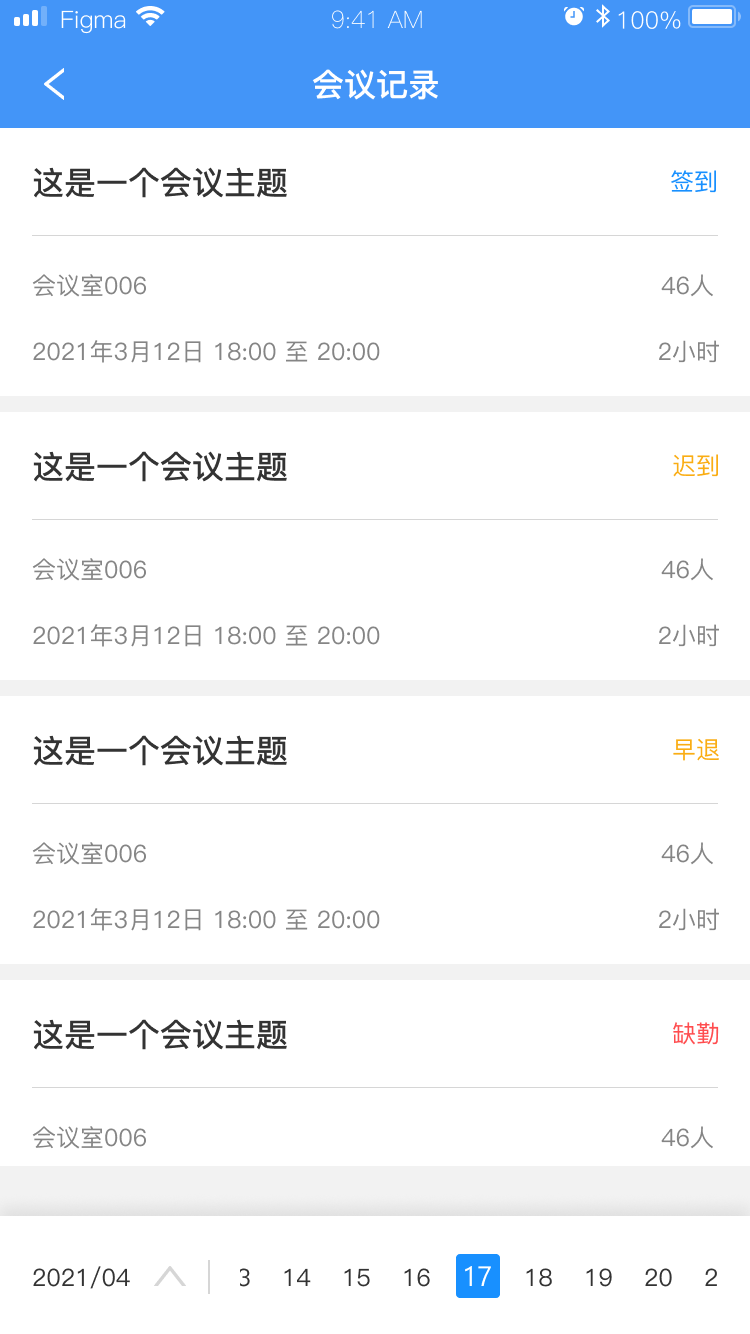 Figma 9:41 AM 100%
会议记录
这是一个会议主题 签到
会议室006 46人
2021年3月12日 18:00 至 20:00 2小时
这是一个会议主题 迟到
会议室006 46人
2021年3月12日 18:00 至 20:00 2小时
这是一个会议主题 早退
会议室006 46人
2021年3月12日 18:00 至 20:00 2小时
这是一个会议主题 缺勤
会议室006 46人
2021/04 3 14 15 16 17 18 19 20 2